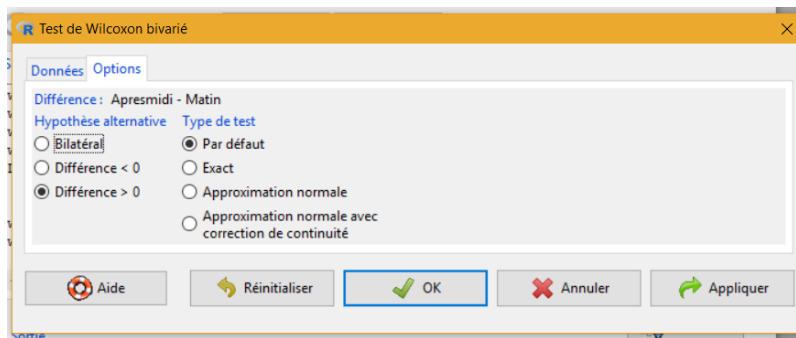 Test de Wilcoxon bivarié
Données Options
Différence : Apresmidi - Matin
Hypothèse alternative Type de test
Bilatéral Par défaut
Différence < 0 Exact
Différence > 0 Approximation normale
Approximation normale avec
correction de continuité
Aide Réinitialiser OK Annuler Appliquer
Sortie